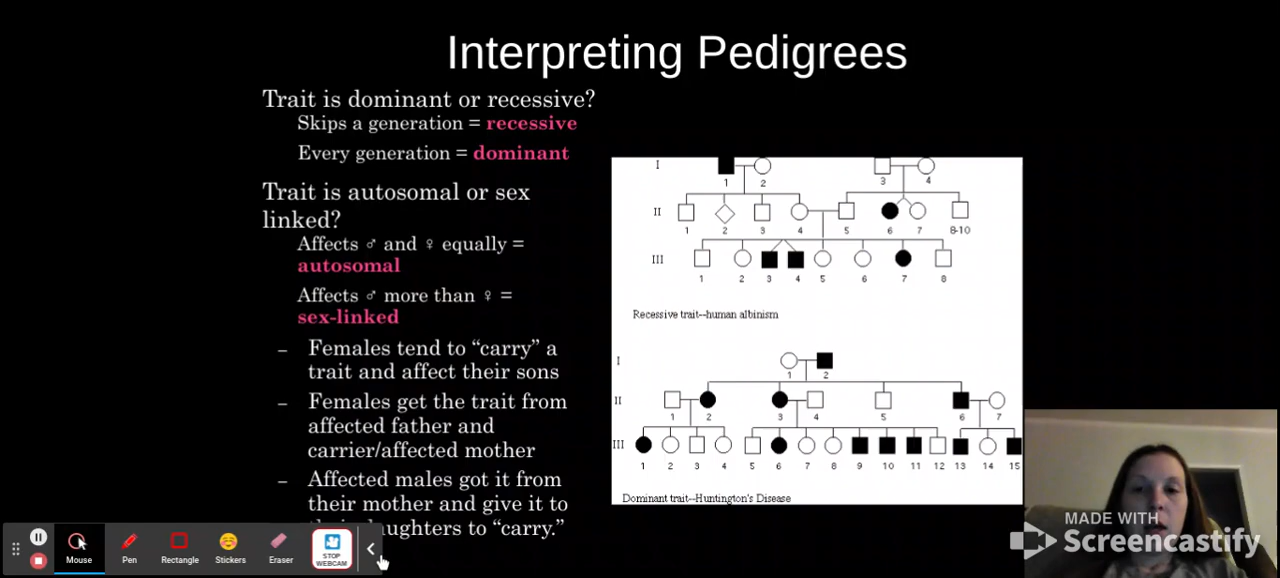 Interpreting Pedigrees
Trait is dominant or recessive?
Skips a generation = recessive
Every generation = dominant
Trait is autosomal or sex
linked?
Affects ♂ and ♀ equally =
autosomal
Affects ♂ more than ♀ =
sex-linked
– Females tend to “carry” a
trait and affect their sons
– Females get the trait from
affected father and
carrier/affected mother
– Affected males got it from
their mother and give it to
daughters to “carry.”
I
1 2 3 4
II
1 2 3 4 5 6 7 8-10
III
1 2 3 4 5 6 7 8
Recessive trait--human albinism
I
1 2
II
1 2 3 4 5 6 7
III
1 2 3 4 5 6 7 8 9 10 11 12 13 14 15
Dominant trait--Huntington's Disease
Mouse
Pen
Rectangle
Stickers
Eraser
STOP
WEBCAM
MADE WITH
Screencastify